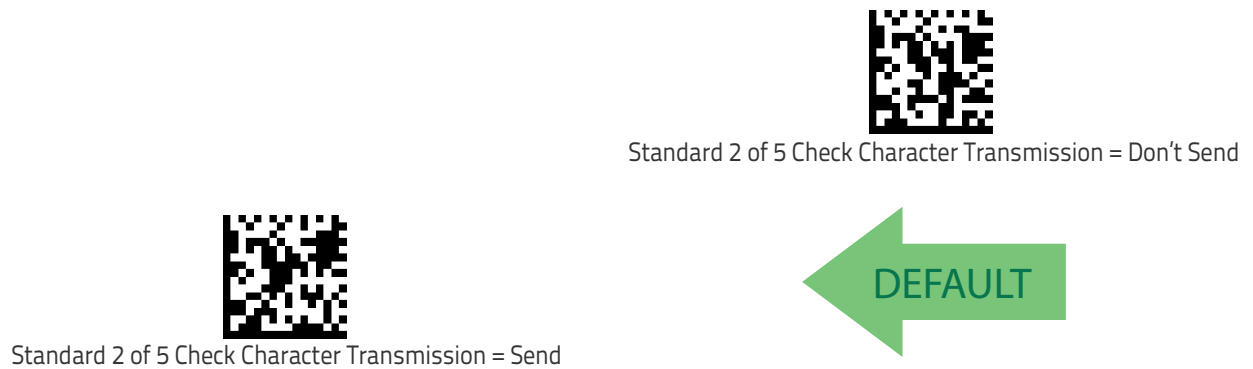 Standard 2 of 5 Check Character Transmission = Don't Send
DEFAULT
Standard 2 of 5 Check Character Transmission = Send